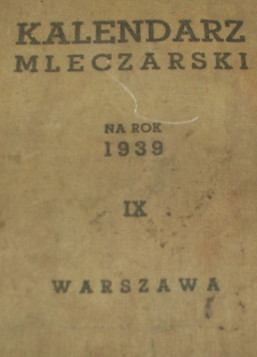 KALENDARZ
MLECZARSKI
NA ROK
1939
IX
WARSZAWA